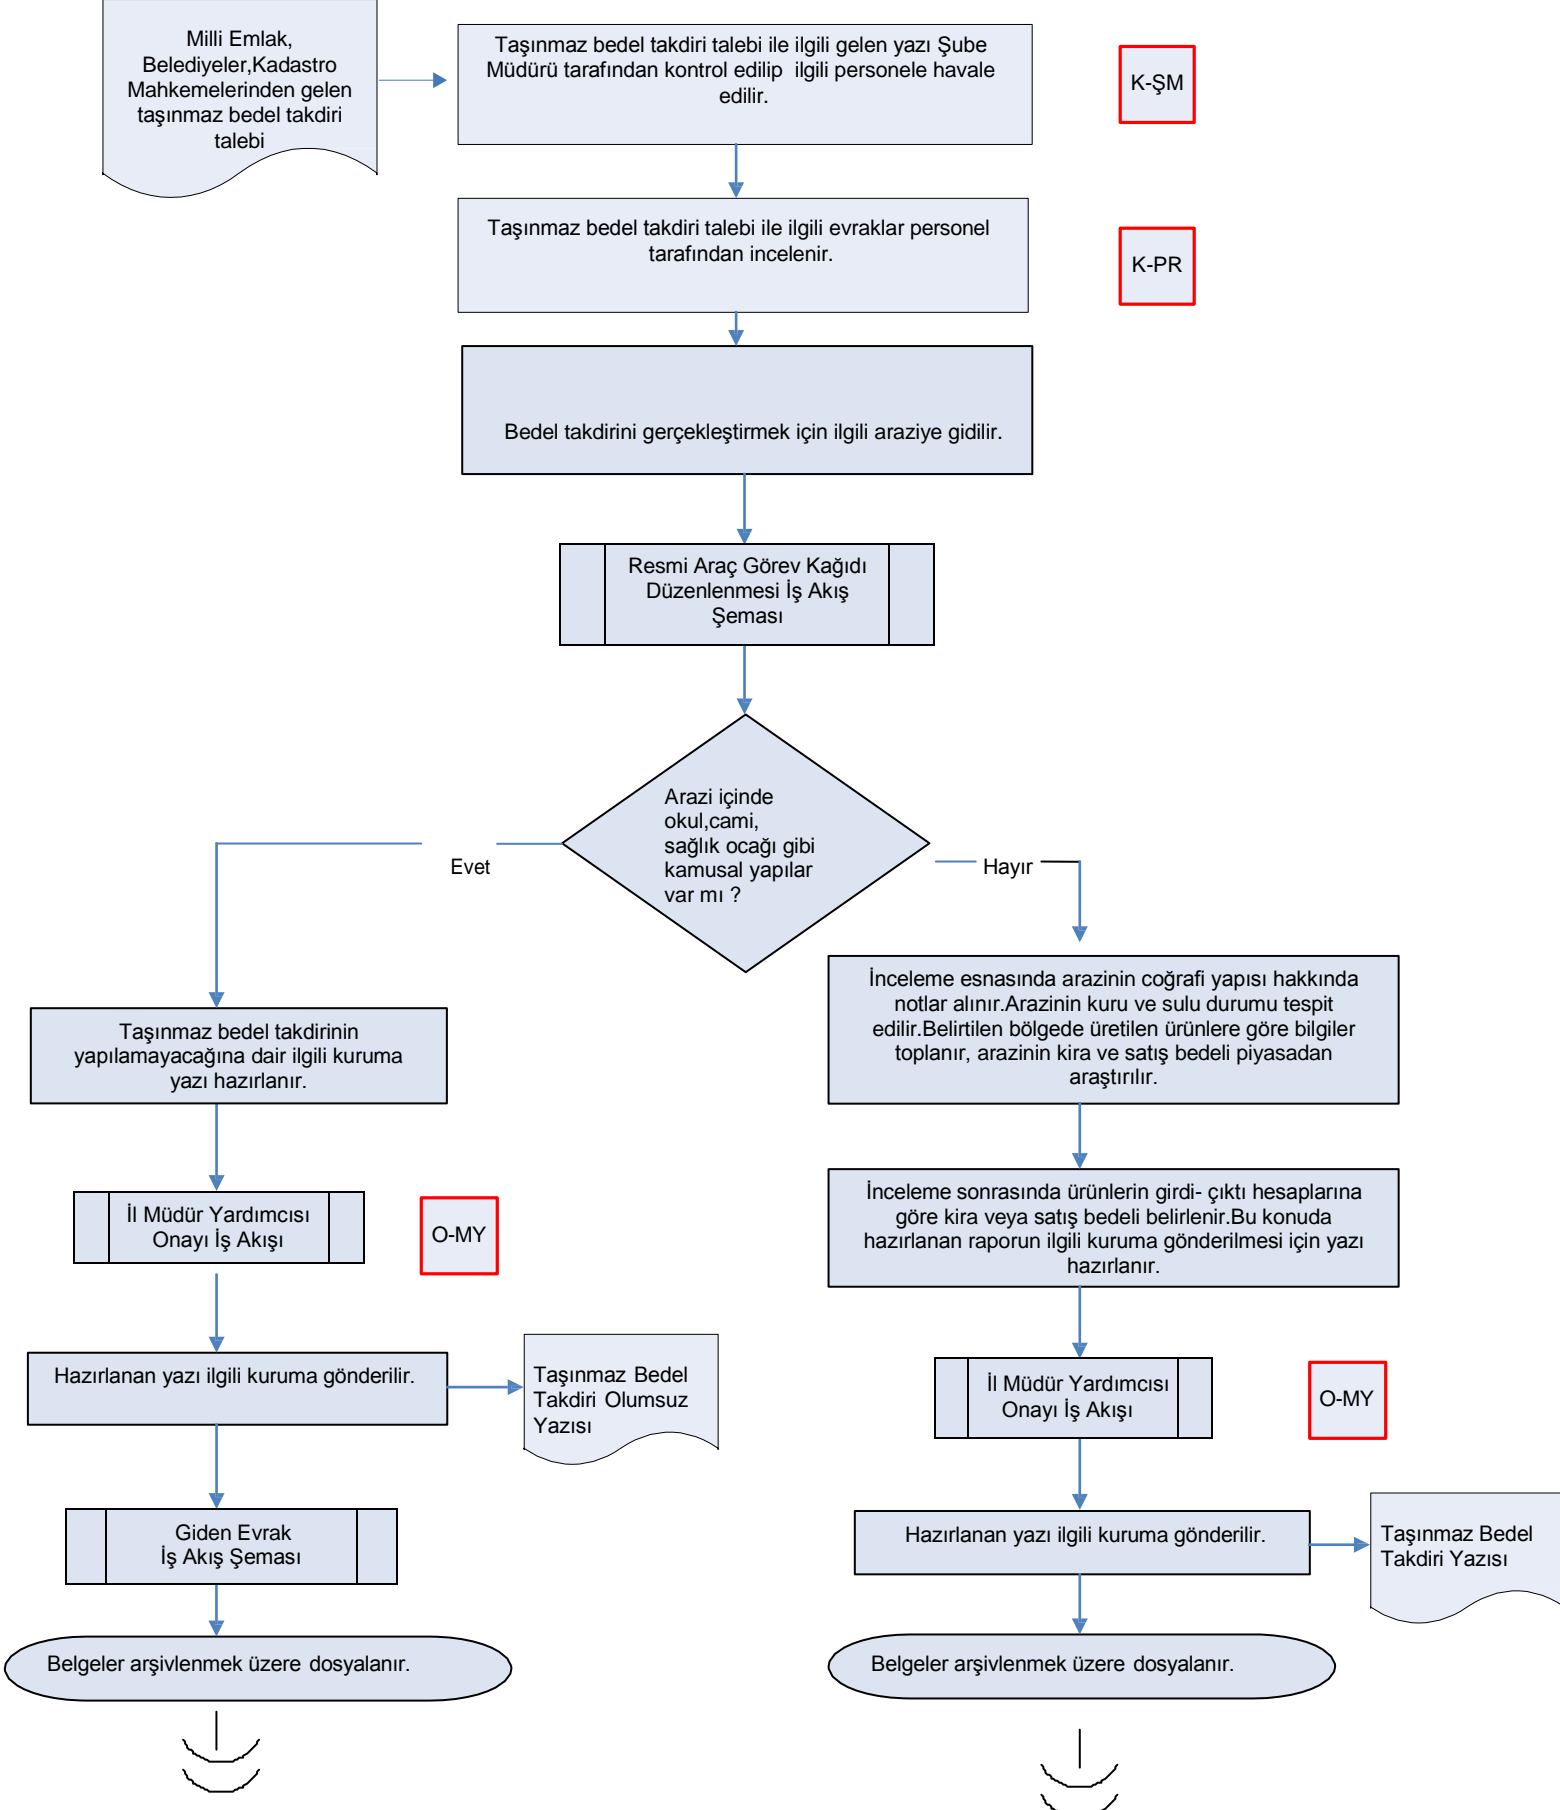 Milli Emlak,
Belediyeler,Kadastro
Mahkemelerinden gelen
taşınmaz bedel takdiri
talebi
Taşınmaz bedel takdiri talebi ile ilgili gelen yazı Şube
Müdürü tarafından kontrol edilip ilgili personele havale
edilir.
K-ŞM
Taşınmaz bedel takdiri talebi ile ilgili evraklar personel
tarafından incelenir.
K-PR
Bedel takdirini gerçekleştirmek için ilgili araziye gidilir.
Resmi Araç Görev Kağıdı
Düzenlenmesi İş Akış
Şeması
Arazi içinde
okul,cami,
sağlık ocağı gibi
kamusal yapılar
var mı ?
Evet
Hayır
Taşınmaz bedel takdirinin
yapılamayacağına dair ilgili kuruma
yazı hazırlanır.
İl Müdür Yardımcısı
Onayı İş Akışı
O-MY
Hazırlanan yazı ilgili kuruma gönderilir.
Taşınmaz Bedel
Takdiri Olumsuz
Yazısı
Giden Evrak
İş Akış Şeması
Belgeler arşivlenmek üzere dosyalanır.
İnceleme esnasında arazinin coğrafi yapısı hakkında
notlar alınır.Arazinin kuru ve sulu durumu tespit
edilir.Belirtilen bölgede üretilen ürünlere göre bilgiler
toplanır, arazinin kira ve satış bedeli piyasadan
araştırılır.
İnceleme sonrasında ürünlerin girdi- çıktı hesaplarına
göre kira veya satış bedeli belirlenir.Bu konuda
hazırlanan raporun ilgili kuruma gönderilmesi için yazı
hazırlanır.
İl Müdür Yardımcısı
Onayı İş Akışı
O-MY
Hazırlanan yazı ilgili kuruma gönderilir.
Taşınmaz Bedel
Takdiri Yazısı
Belgeler arşivlenmek üzere dosyalanır.